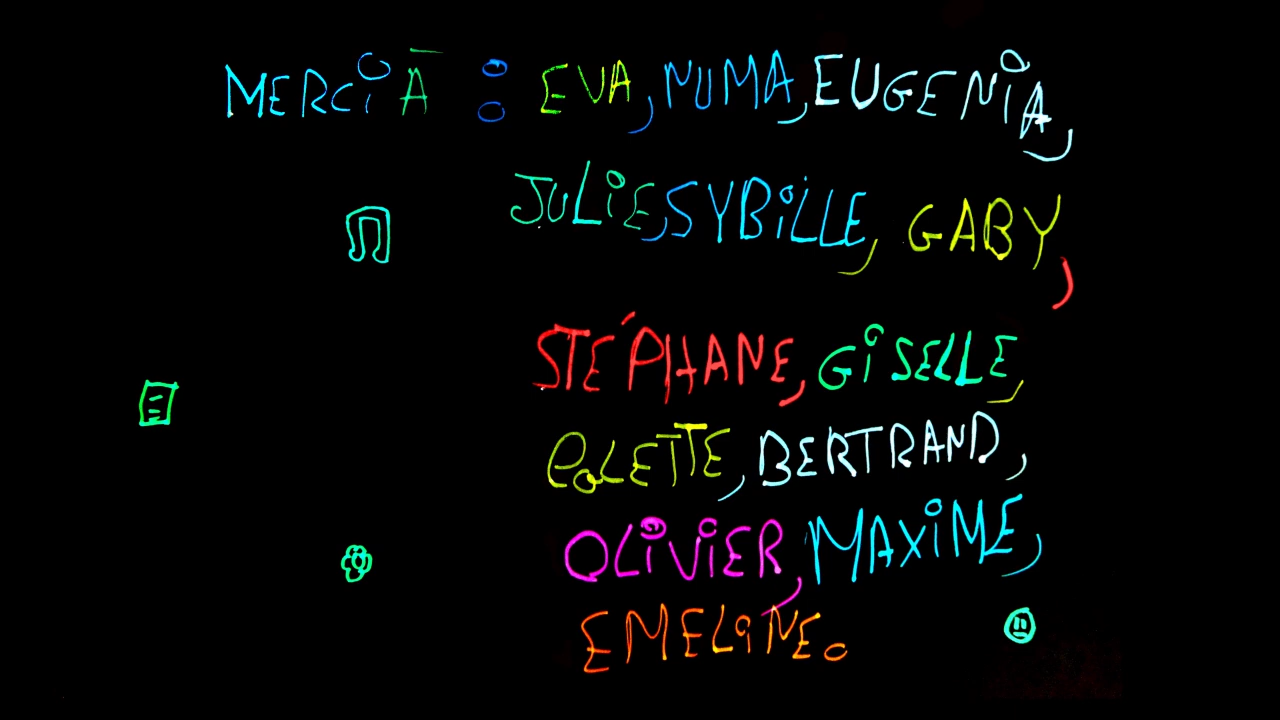 MERCi À : EVA, NUMA, EUGENiA,
JULiE, SYBiLLE, GABY,
STÉPHANE, GiSELLE,
COLETTE, BERTRAND,
OLiViER, MAXiME,
EMELiNE.